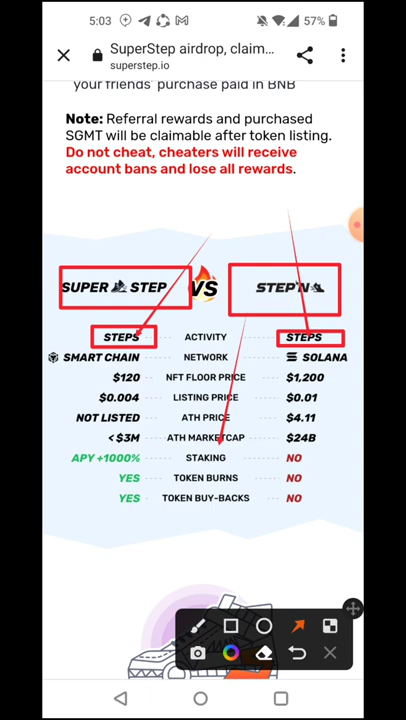 5:03
57%
SuperStep airdrop, claim...
superstep.io
your friends' purchase paid in BNB
Note: Referral rewards and purchased
SGMT will be claimable after token listing.
Do not cheat, cheaters will receive
account bans and lose all rewards.
SUPER STEP VS STEP'N
STEPS ACTIVITY STEPS
SMART CHAIN NETWORK SOLANA
$120 NFT FLOOR PRICE $1,200
$0.004 LISTING PRICE $0.01
NOT LISTED ATH PRICE $4.11
< $3M ATH MARKETCAP $24B
APY +1000% STAKING NO
YES TOKEN BURNS NO
YES TOKEN BUY-BACKS NO